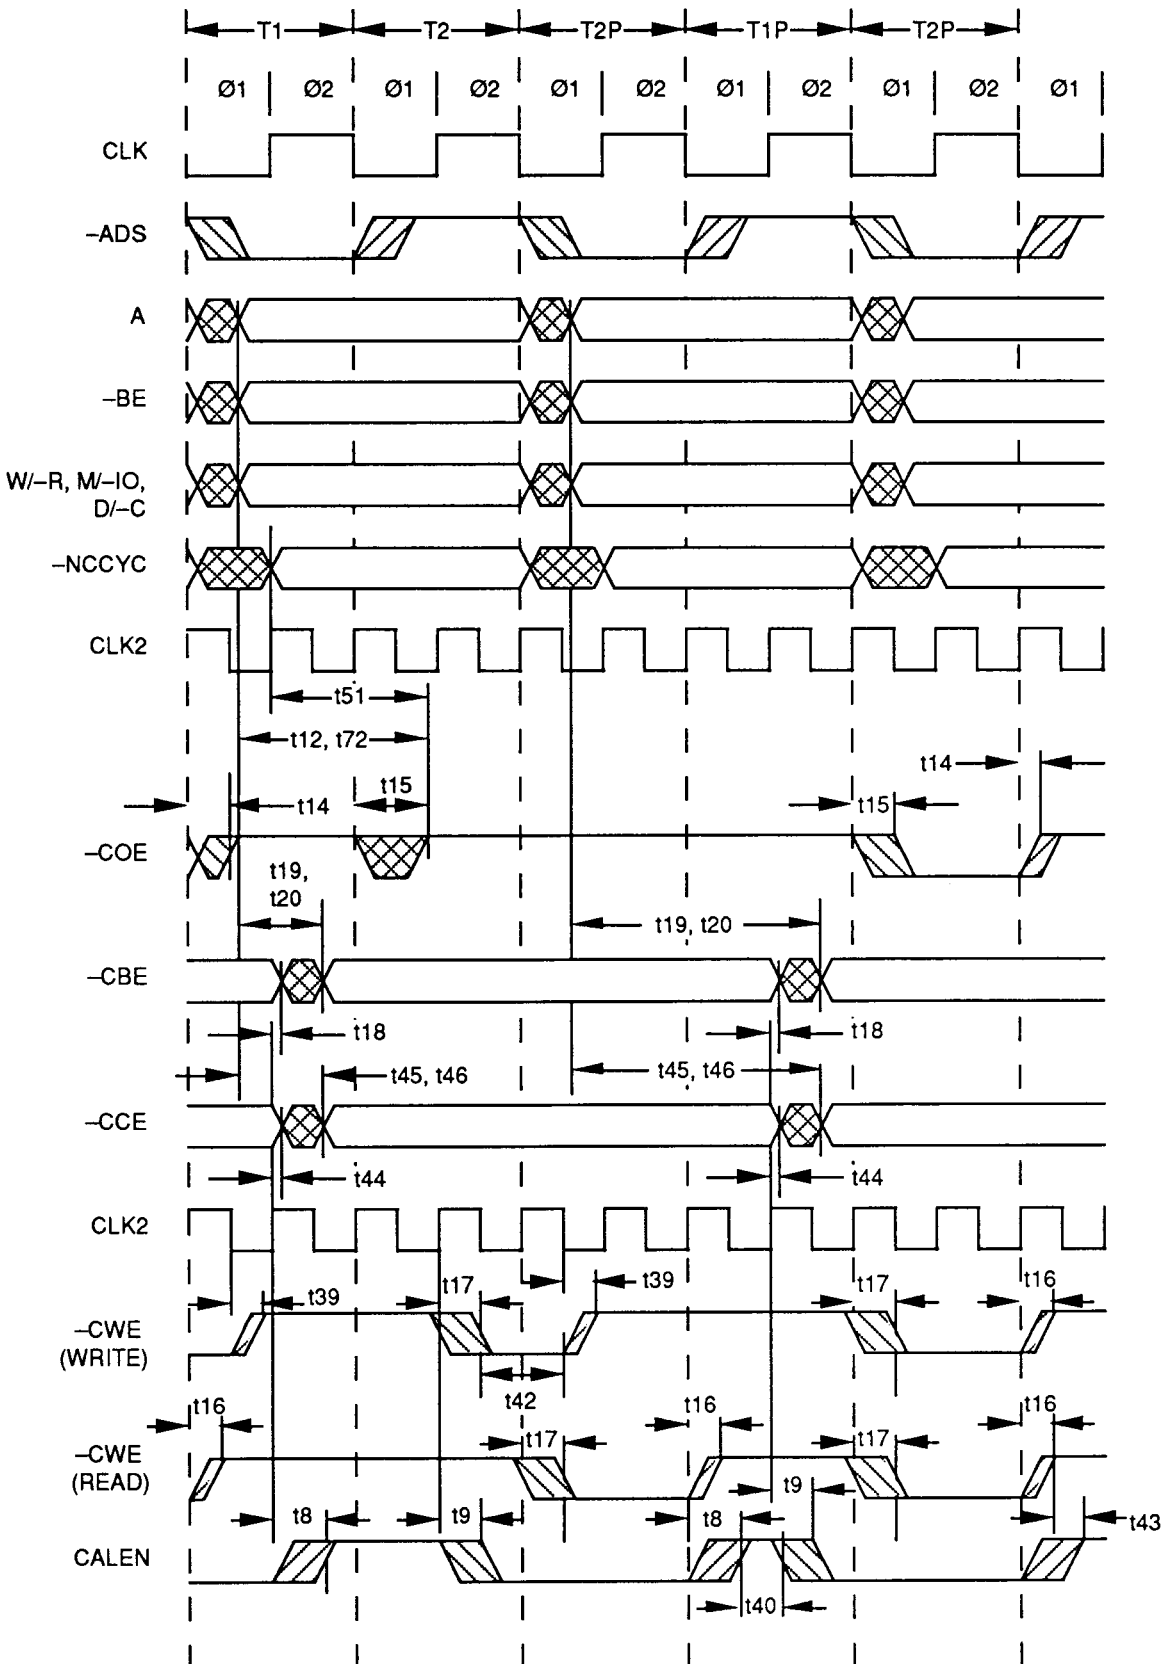 T1 T2 T2P T1P T2P
Ø1 Ø2 Ø1 Ø2 Ø1 Ø2 Ø1 Ø2 Ø1 Ø2 Ø1
CLK
–ADS
A
–BE
W/–R, M/–IO,
D/–C
–NCCYC
CLK2
t51
t12, t72
t14
t15
t14 t15
–COE
t19,
t20
t19, t20
–CBE
t18 t18
t45, t46 t45, t46
–CCE
t44 t44
CLK2
t39 t17 t39 t17 t16
–CWE
(WRITE)
t42
t16 t16 t16
–CWE
(READ)
t17 t17
t8 t9 t8 t9 t43
CALEN
t40